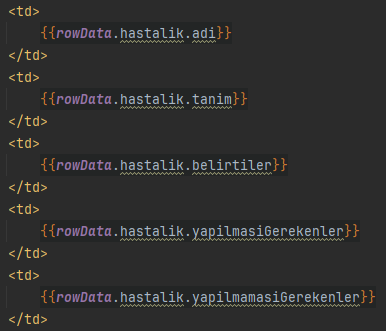 <td>
{{rowData.hastalik.adi}}
</td>
<td>
{{rowData.hastalik.tanim}}
</td>
<td>
{{rowData.hastalik.belirtiler}}
</td>
<td>
{{rowData.hastalik.yapilmasiGerekenler}}
</td>
<td>
{{rowData.hastalik.yapilmamasiGerekenler}}
</td>